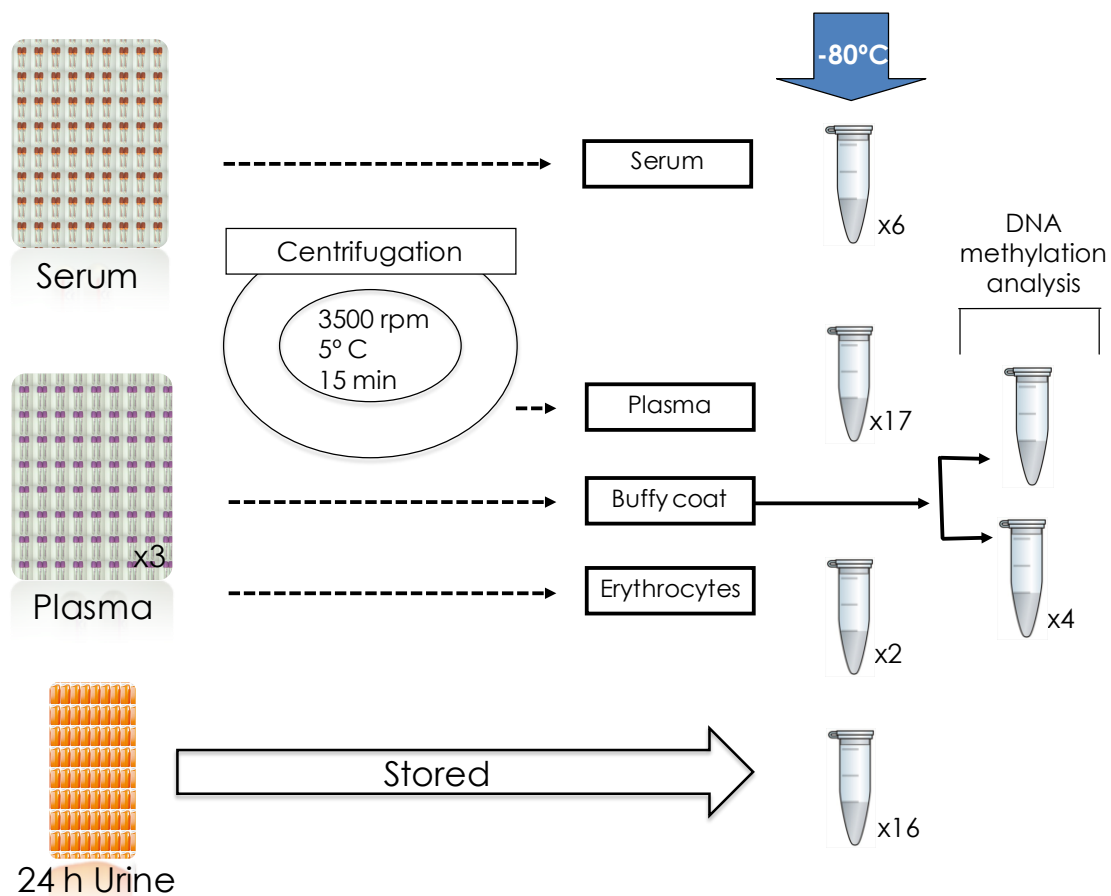 -80ºC
Serum
x6
Serum
Centrifugation
3500 rpm
5º C
15 min
DNA
methylation
analysis
Plasma
x17
Buffy coat
x3
Plasma
Erythrocytes
x4
x2
Stored
x16
24 h Urine